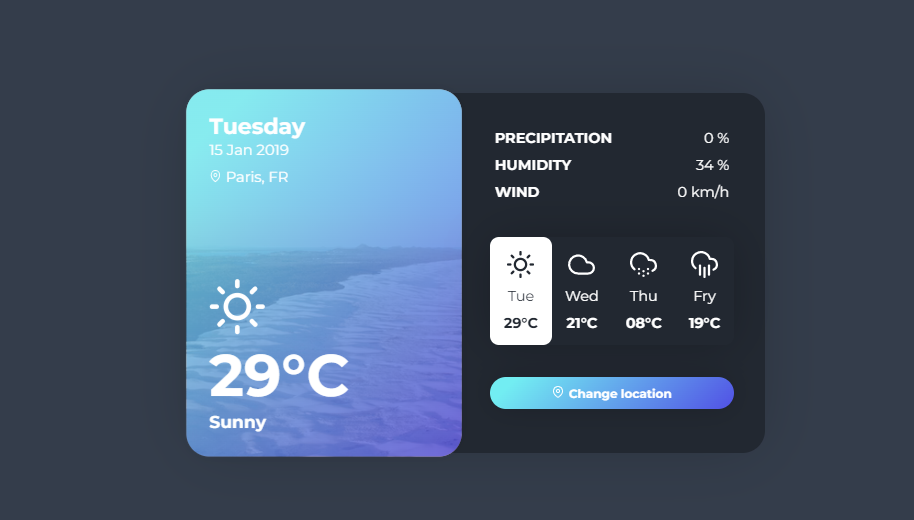 Tuesday
15 Jan 2019
Paris, FR
29°C
Sunny
PRECIPITATION 0 %
HUMIDITY 34 %
WIND 0 km/h
Tue Wed Thu Fry
29°C 21°C 08°C 19°C
Change location